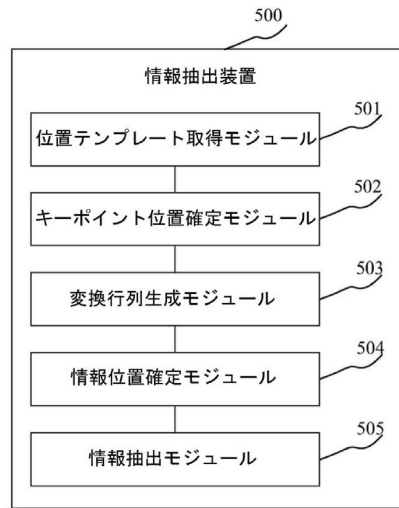 500
情報抽出装置
501
位置テンプレート取得モジュール
502
キーポイント位置確定モジュール
503
変換行列生成モジュール
504
情報位置確定モジュール
505
情報抽出モジュール